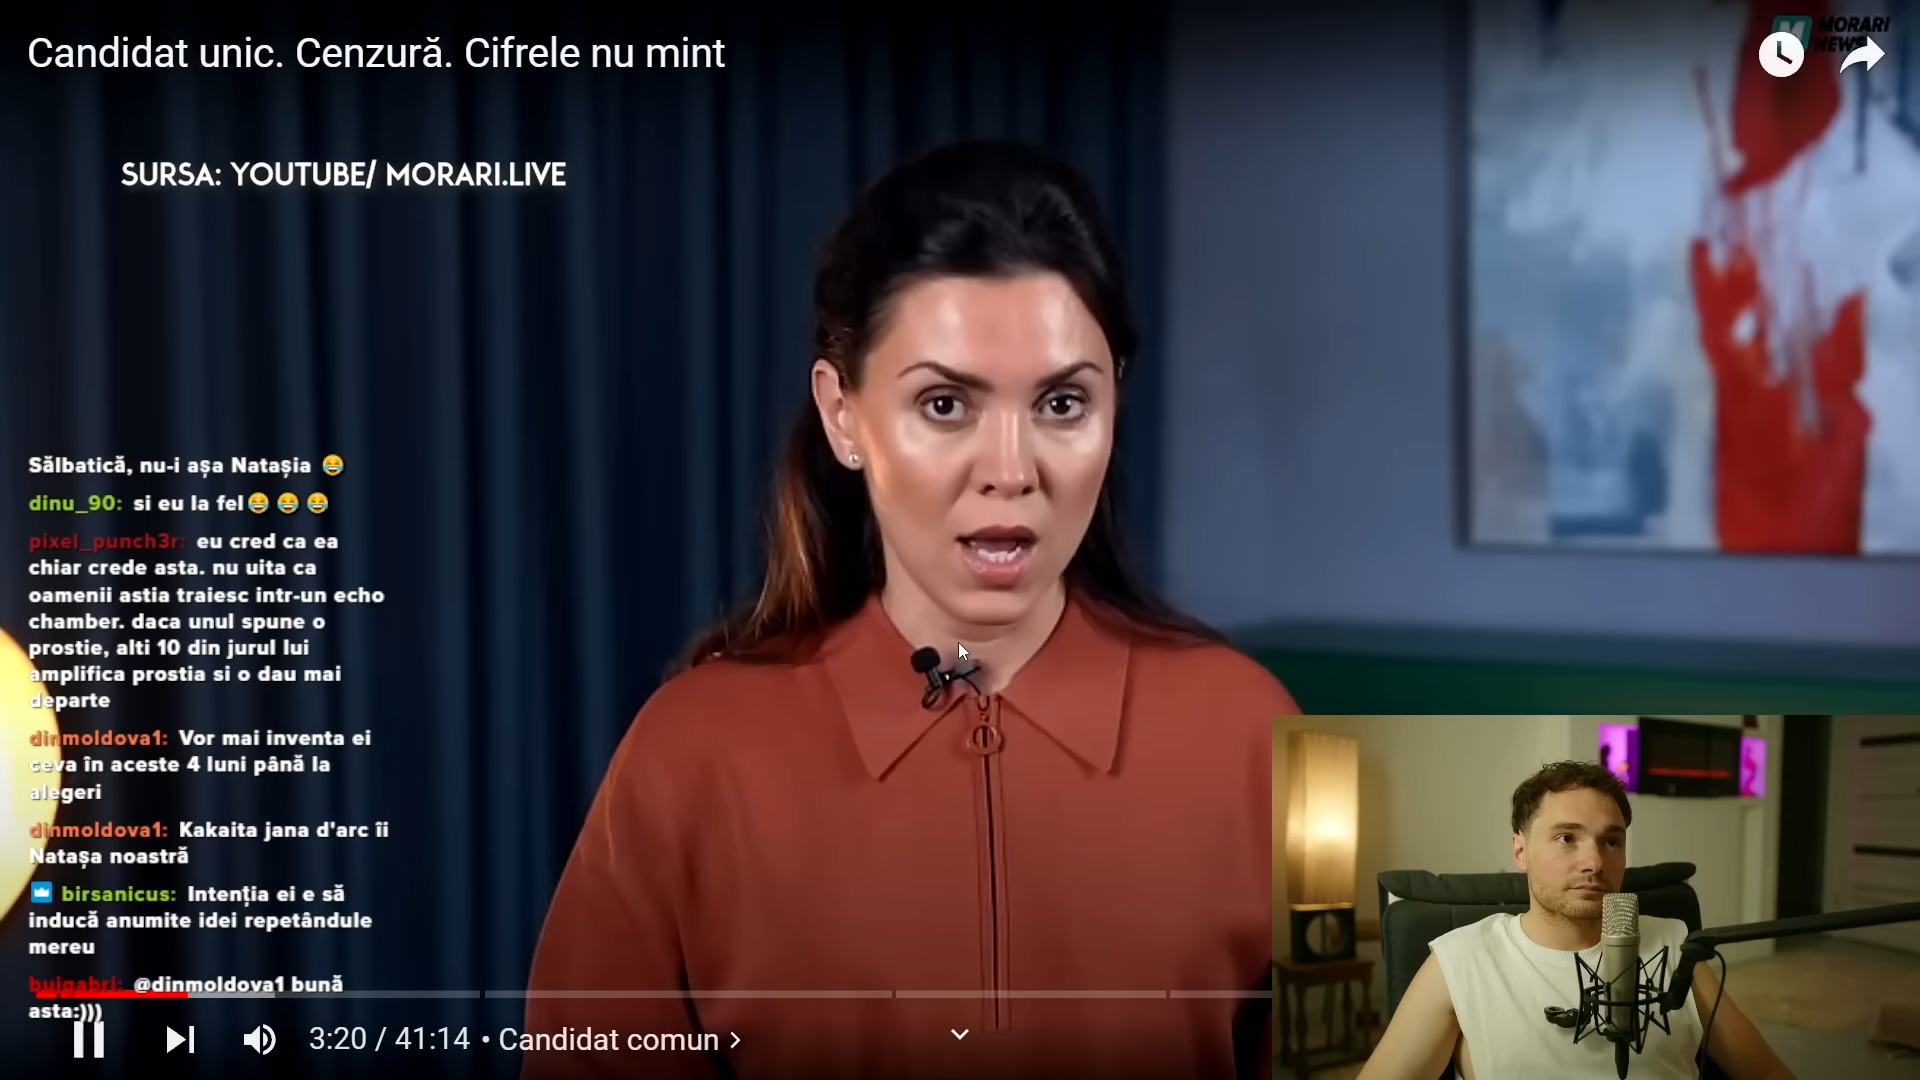 Candidat unic. Cenzură. Cifrele nu mint
MORARI
NEWS
SURSA: YOUTUBE/ MORARI.LIVE
Sălbatică, nu-i așa Natașia 😂
dinu_90: si eu la fel😂 😂 😂
pixel_punch3r: eu cred ca ea
chiar crede asta. nu uita ca
oamenii astia traiesc intr-un echo
chamber. daca unul spune o
prostie, alti 10 din jurul lui
amplifica prostia si o dau mai
departe
dinmoldova1: Vor mai inventa ei
ceva în aceste 4 luni până la
alegeri
dinmoldova1: Kakaita jana d'arc îi
Natașa noastră
birsanicus: Intenția ei e să
inducă anumite idei repetândule
mereu
buigabri: @dinmoldova1 bună
asta:)))
3:20 / 41:14 • Candidat comun ›